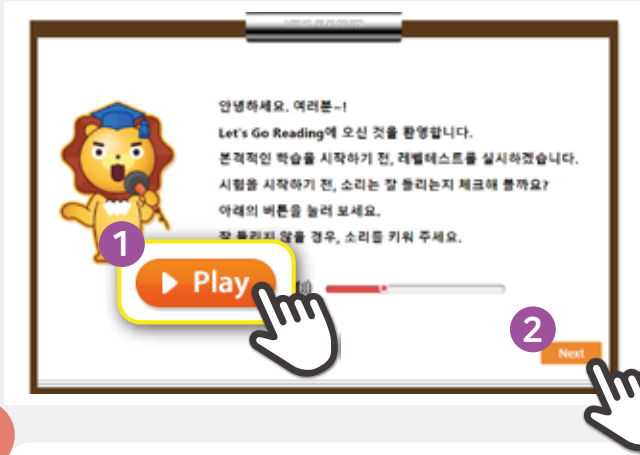 안녕하세요. 여러분~!
Let's Go Reading에 오신 것을 환영합니다.
본격적인 학습을 시작하기 전, 레벨테스트를 실시하겠습니다.
시험을 시작하기 전, 소리는 잘 들리는지 체크해 볼까요?
아래의 버튼을 눌러 보세요.
잘 들리지 않을 경우, 소리를 키워 주세요.
1
Play
2
Next